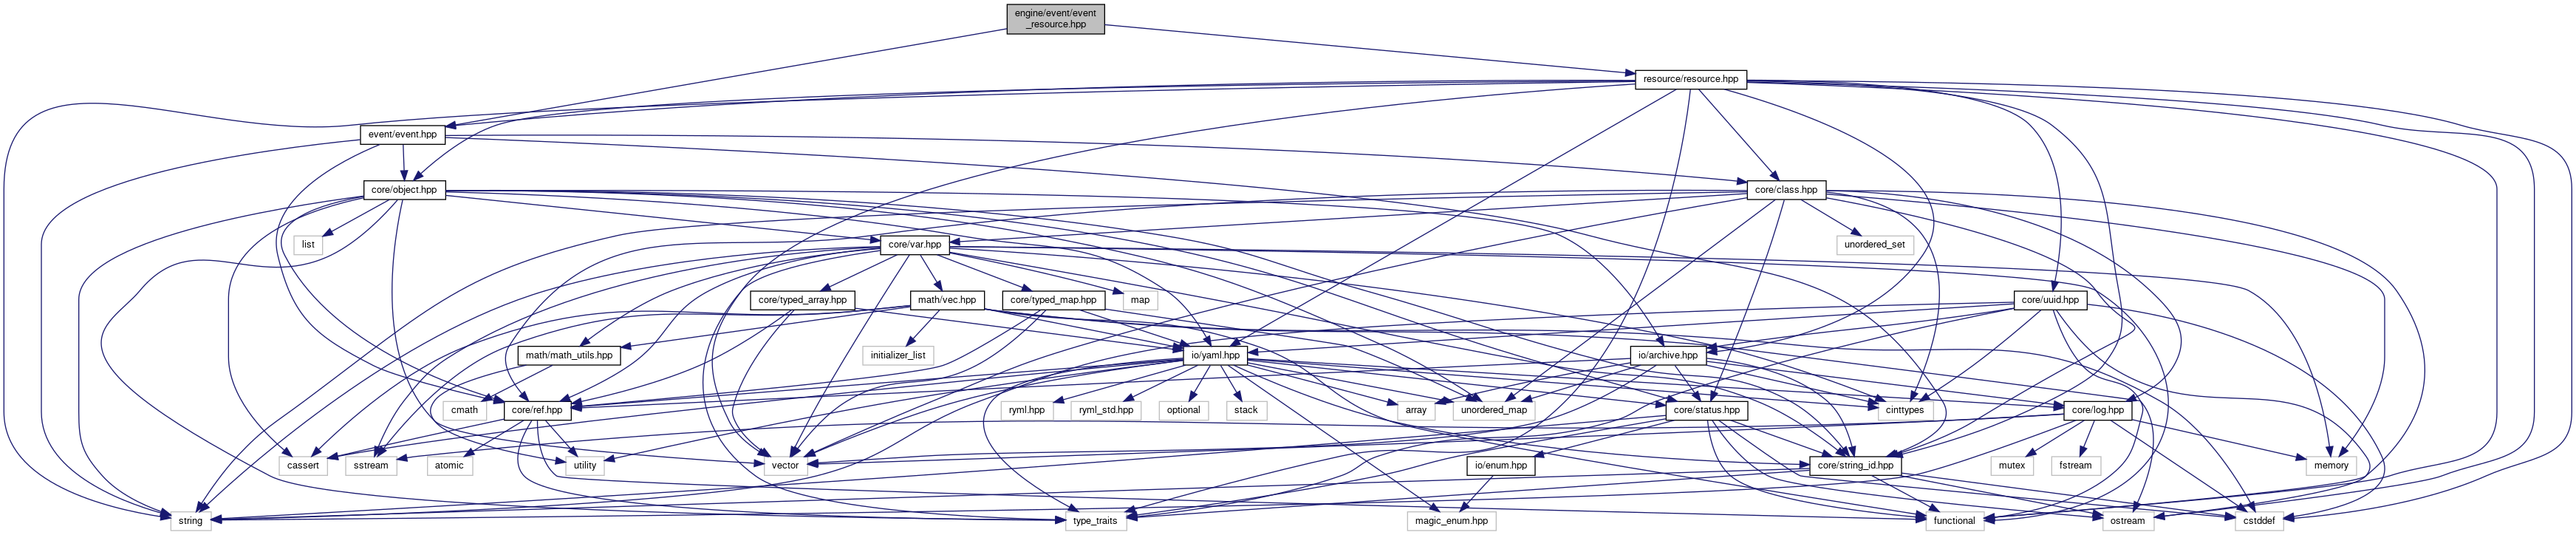 engine/event/event
_resource.hpp
resource/resource.hpp
event/event.hpp
core/object.hpp
core/class.hpp
list
core/var.hpp
unordered_set
core/typed_array.hpp
math/vec.hpp
core/typed_map.hpp
map
core/uuid.hpp
math/math_utils.hpp
initializer_list
io/yaml.hpp
io/archive.hpp
cmath
core/ref.hpp
ryml.hpp
ryml_std.hpp
optional
stack
array
unordered_map
core/status.hpp
cinttypes
core/log.hpp
cassert
sstream
atomic
utility
vector
io/enum.hpp
core/string_id.hpp
mutex
fstream
memory
string
type_traits
magic_enum.hpp
functional
ostream
cstddef